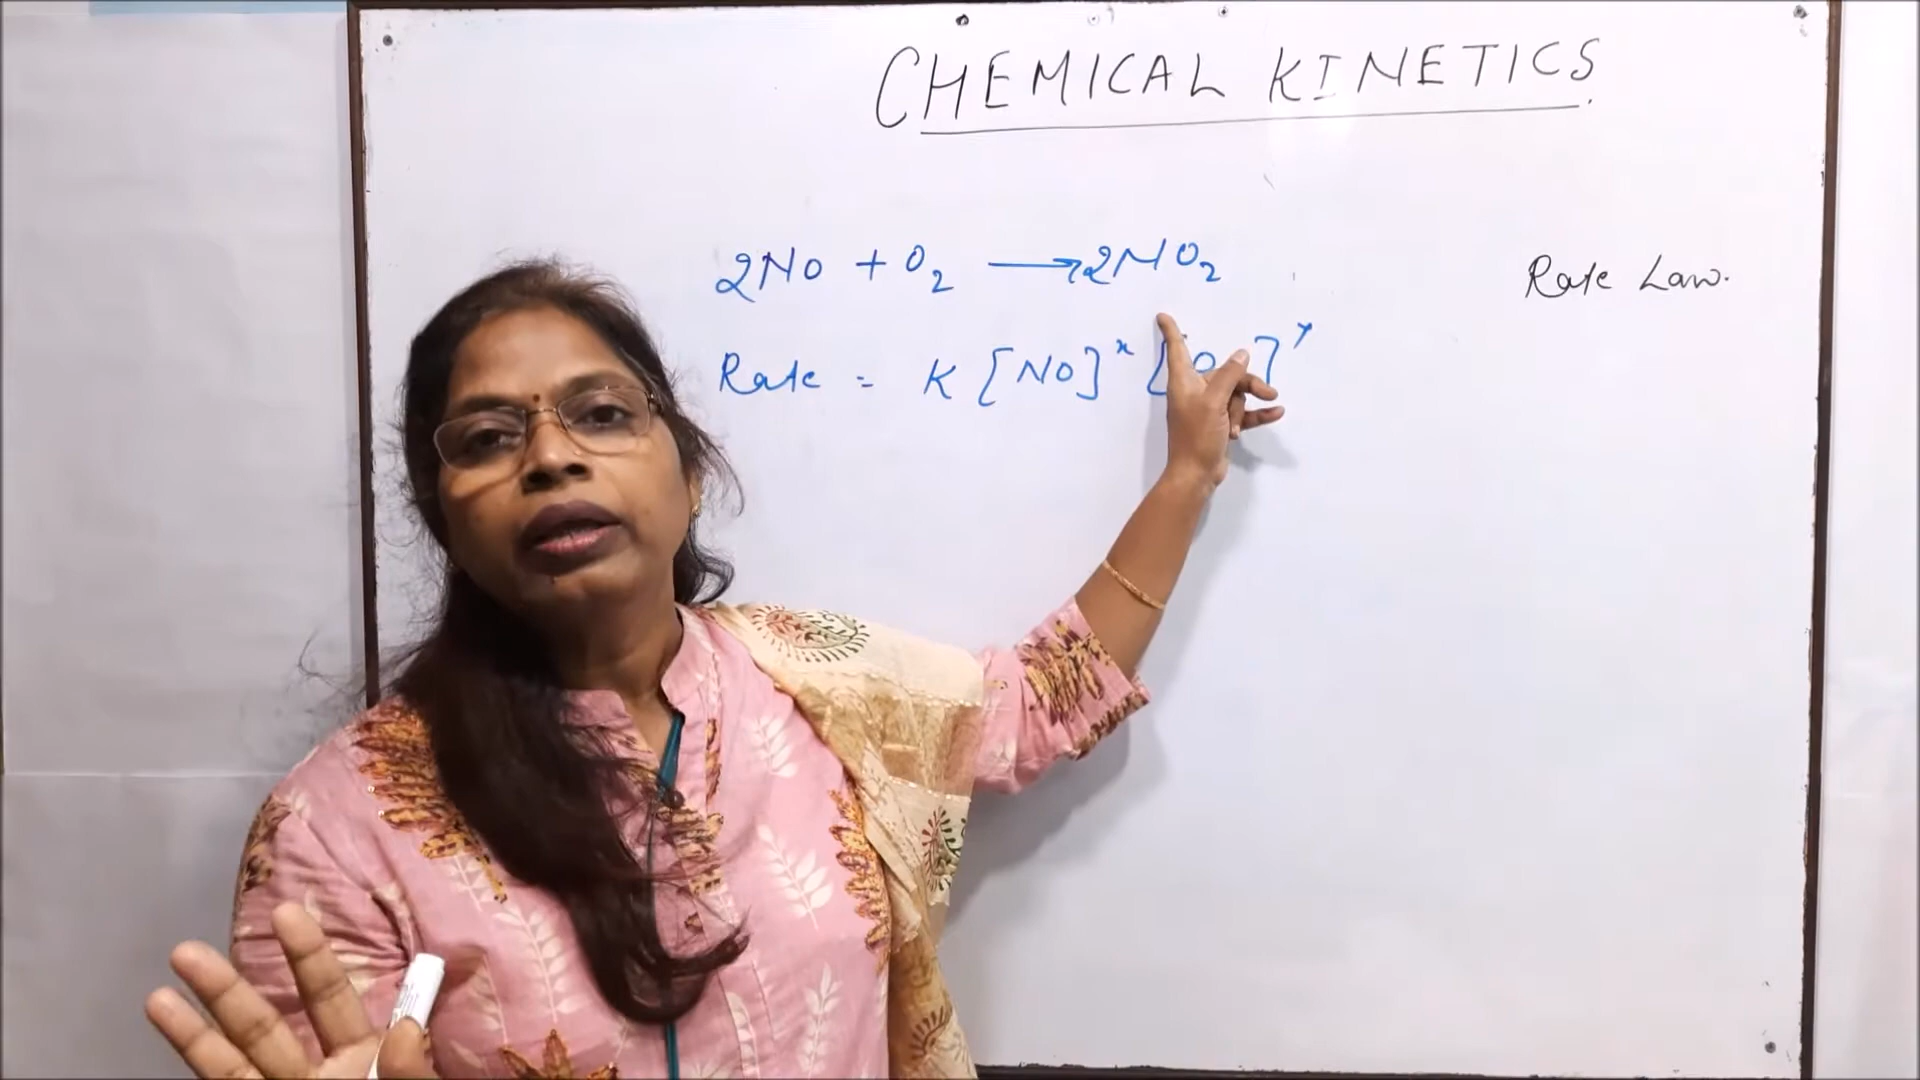 CHEMICAL KINETICS
2NO + O₂ → 2NO₂
Rate Law.
Rate = K [NO]ˣ [O ]ʸ